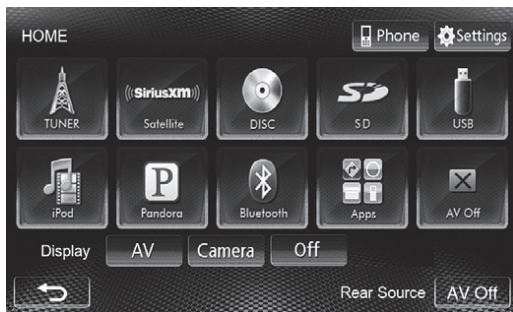 HOME Phone Settings
TUNER ((SiriusXM)) Satellite DISC SD SD USB
iPod P Pandora Bluetooth Apps AV Off
Display AV Camera Off
Rear Source AV Off